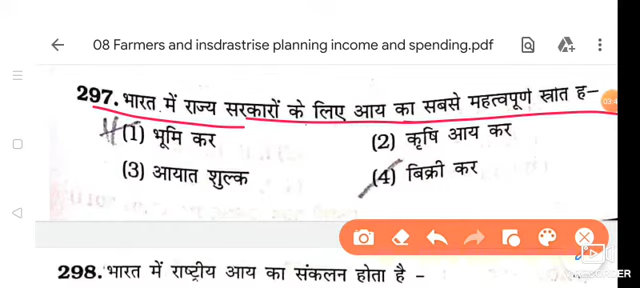 08 Farmers and insdrastrise planning income and spending.pdf
297. भारत में राज्य सरकारों के लिए आय का सबसे महत्वपूर्ण स्रोत ह–
(1) भूमि कर (2) कृषि आय कर
(3) आयात शुल्क (4) बिक्री कर
298. भारत में राष्ट्रीय आय का संकलन होता है –